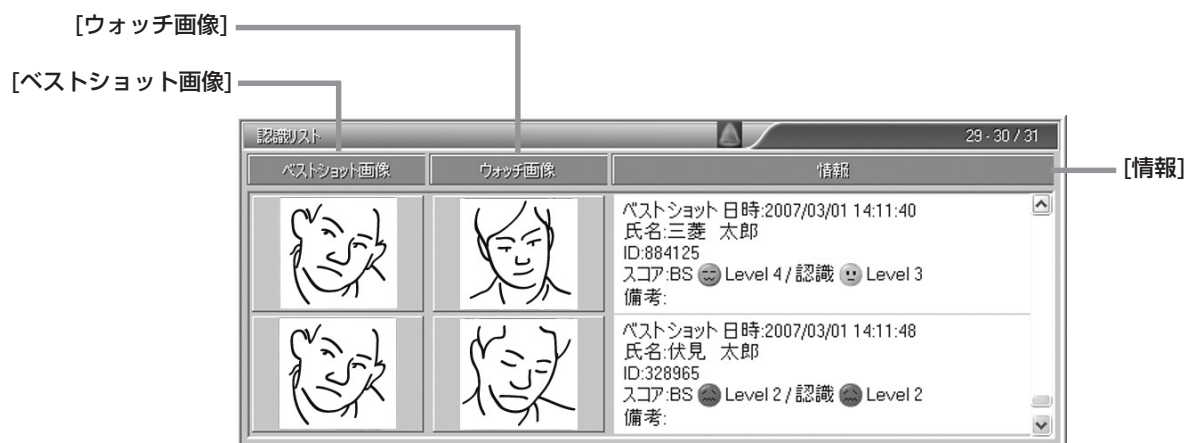 [ウォッチ画像]
[ベストショット画像]
認識リスト
29 - 30 / 31
ベストショット画像
ウォッチ画像
情報
[情報]
ベストショット 日時:2007/03/01 14:11:40
氏名:三菱 太郎
ID:884125
スコア:BS Level 4 / 認識 Level 3
備考:
ベストショット 日時:2007/03/01 14:11:48
氏名:伏見 太郎
ID:328965
スコア:BS Level 2 / 認識 Level 2
備考: